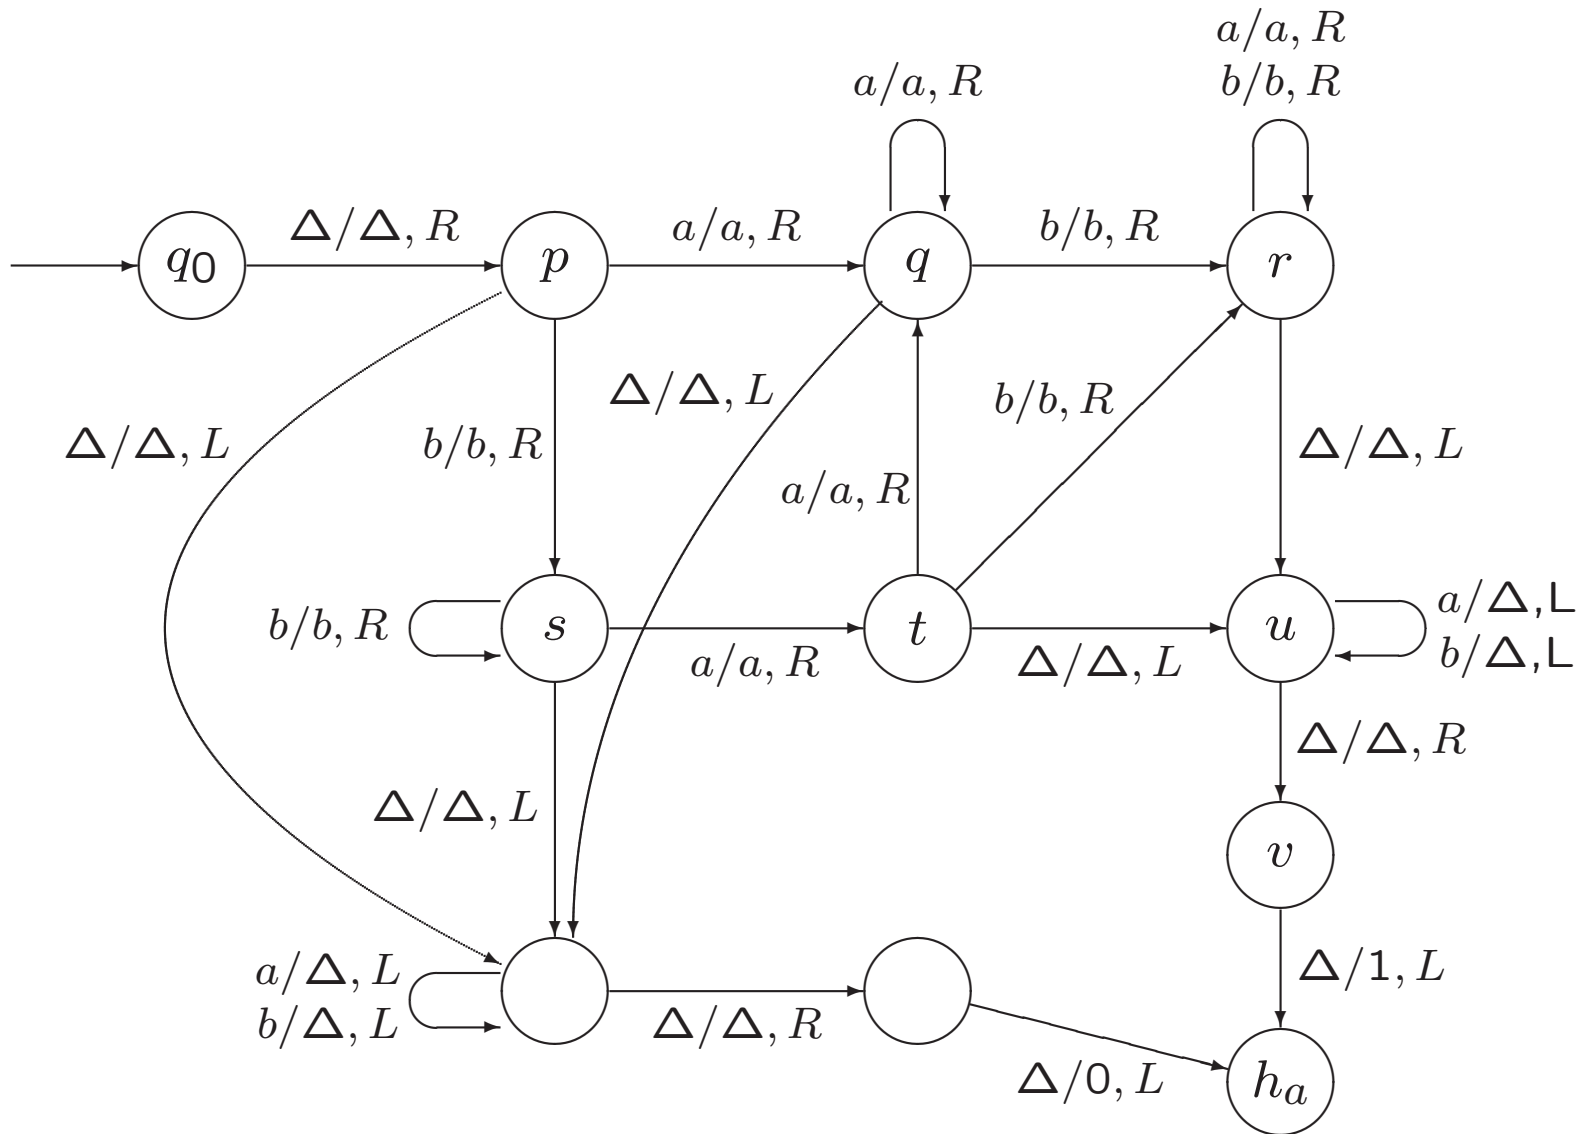 a/a, R
a/a, R
b/b, R
q0
Δ/Δ, R
p
a/a, R
q
b/b, R
r
Δ/Δ, L
b/b, R
Δ/Δ, L
a/a, R
b/b, R
Δ/Δ, L
b/b, R
s
a/a, R
t
Δ/Δ, L
u
a/Δ,L
b/Δ,L
Δ/Δ, R
Δ/Δ, L
v
a/Δ, L
b/Δ, L
Δ/Δ, R
Δ/1, L
Δ/0, L
ha